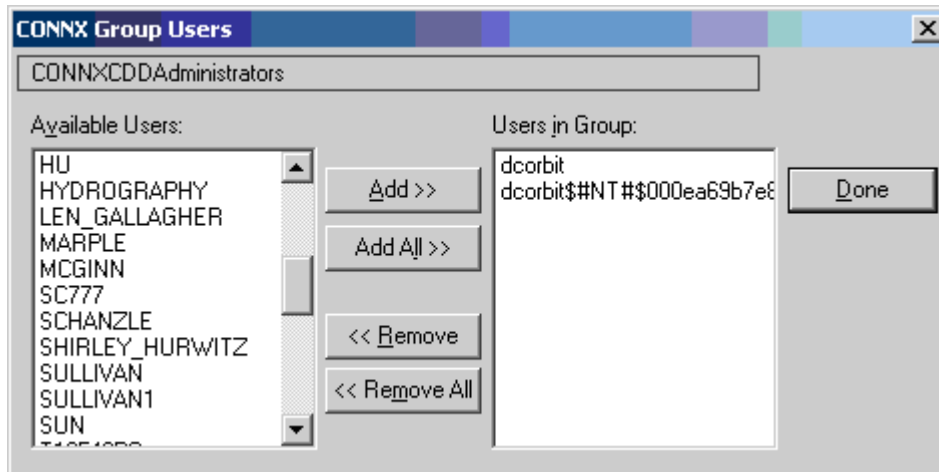 CONNX Group Users
CONNXCDDAdministrators
Available Users:
HU
HYDROGRAPHY
LEN_GALLAGHER
MARPLE
MCGINN
SC777
SCHANZLE
SHIRLEY_HURWITZ
SULLIVAN
SULLIVAN1
SUN
Add >>
Add All >>
<< Remove
<< Remove All
Users in Group:
dcorbit
dcorbit$#NT#$000ea69b7e8
Done